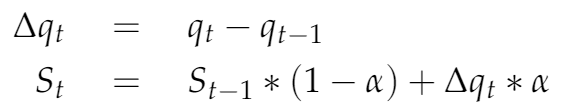 Δq_t = q_t − q_{t−1}
S_t = S_{t−1} * (1 − α) + Δq_t * α